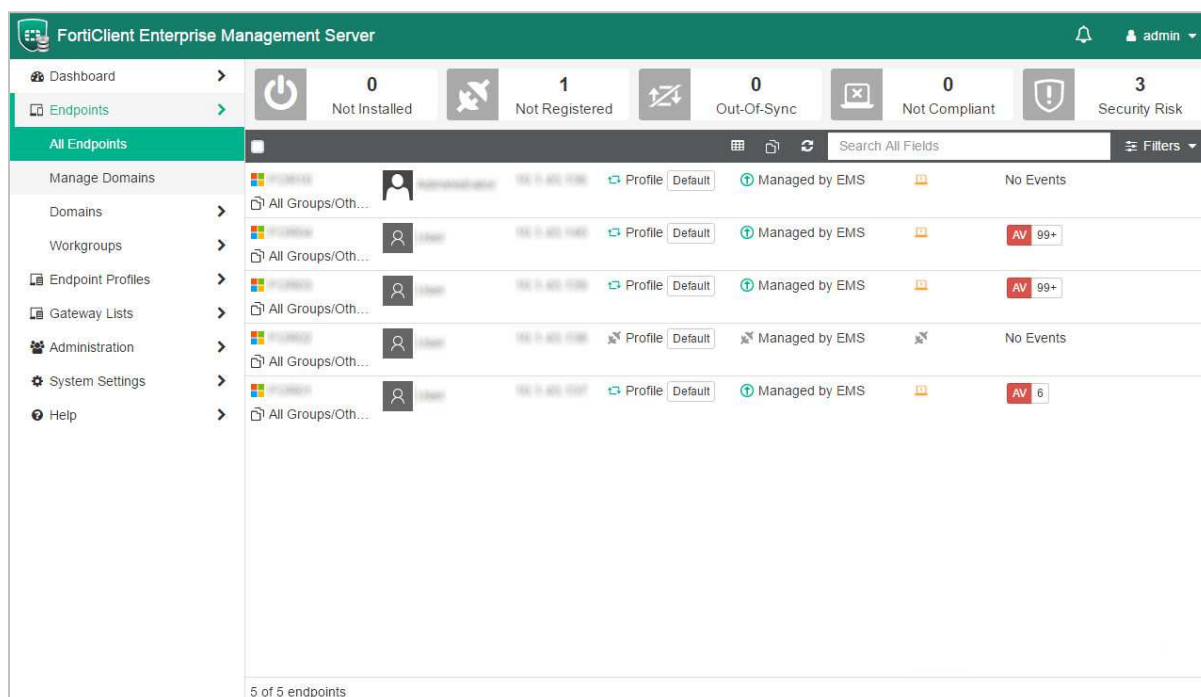 FortiClient Enterprise Management Server
admin
Dashboard
Endpoints
All Endpoints
Manage Domains
Domains
Workgroups
Endpoint Profiles
Gateway Lists
Administration
System Settings
Help
0
Not Installed
1
Not Registered
0
Out-Of-Sync
0
Not Compliant
3
Security Risk
Search All Fields
Filters
Profile Default Managed by EMS No Events
All Groups/Oth...
Profile Default Managed by EMS AV 99+
All Groups/Oth...
Profile Default Managed by EMS AV 99+
All Groups/Oth...
Profile Default Managed by EMS No Events
All Groups/Oth...
Profile Default Managed by EMS AV 6
All Groups/Oth...
5 of 5 endpoints